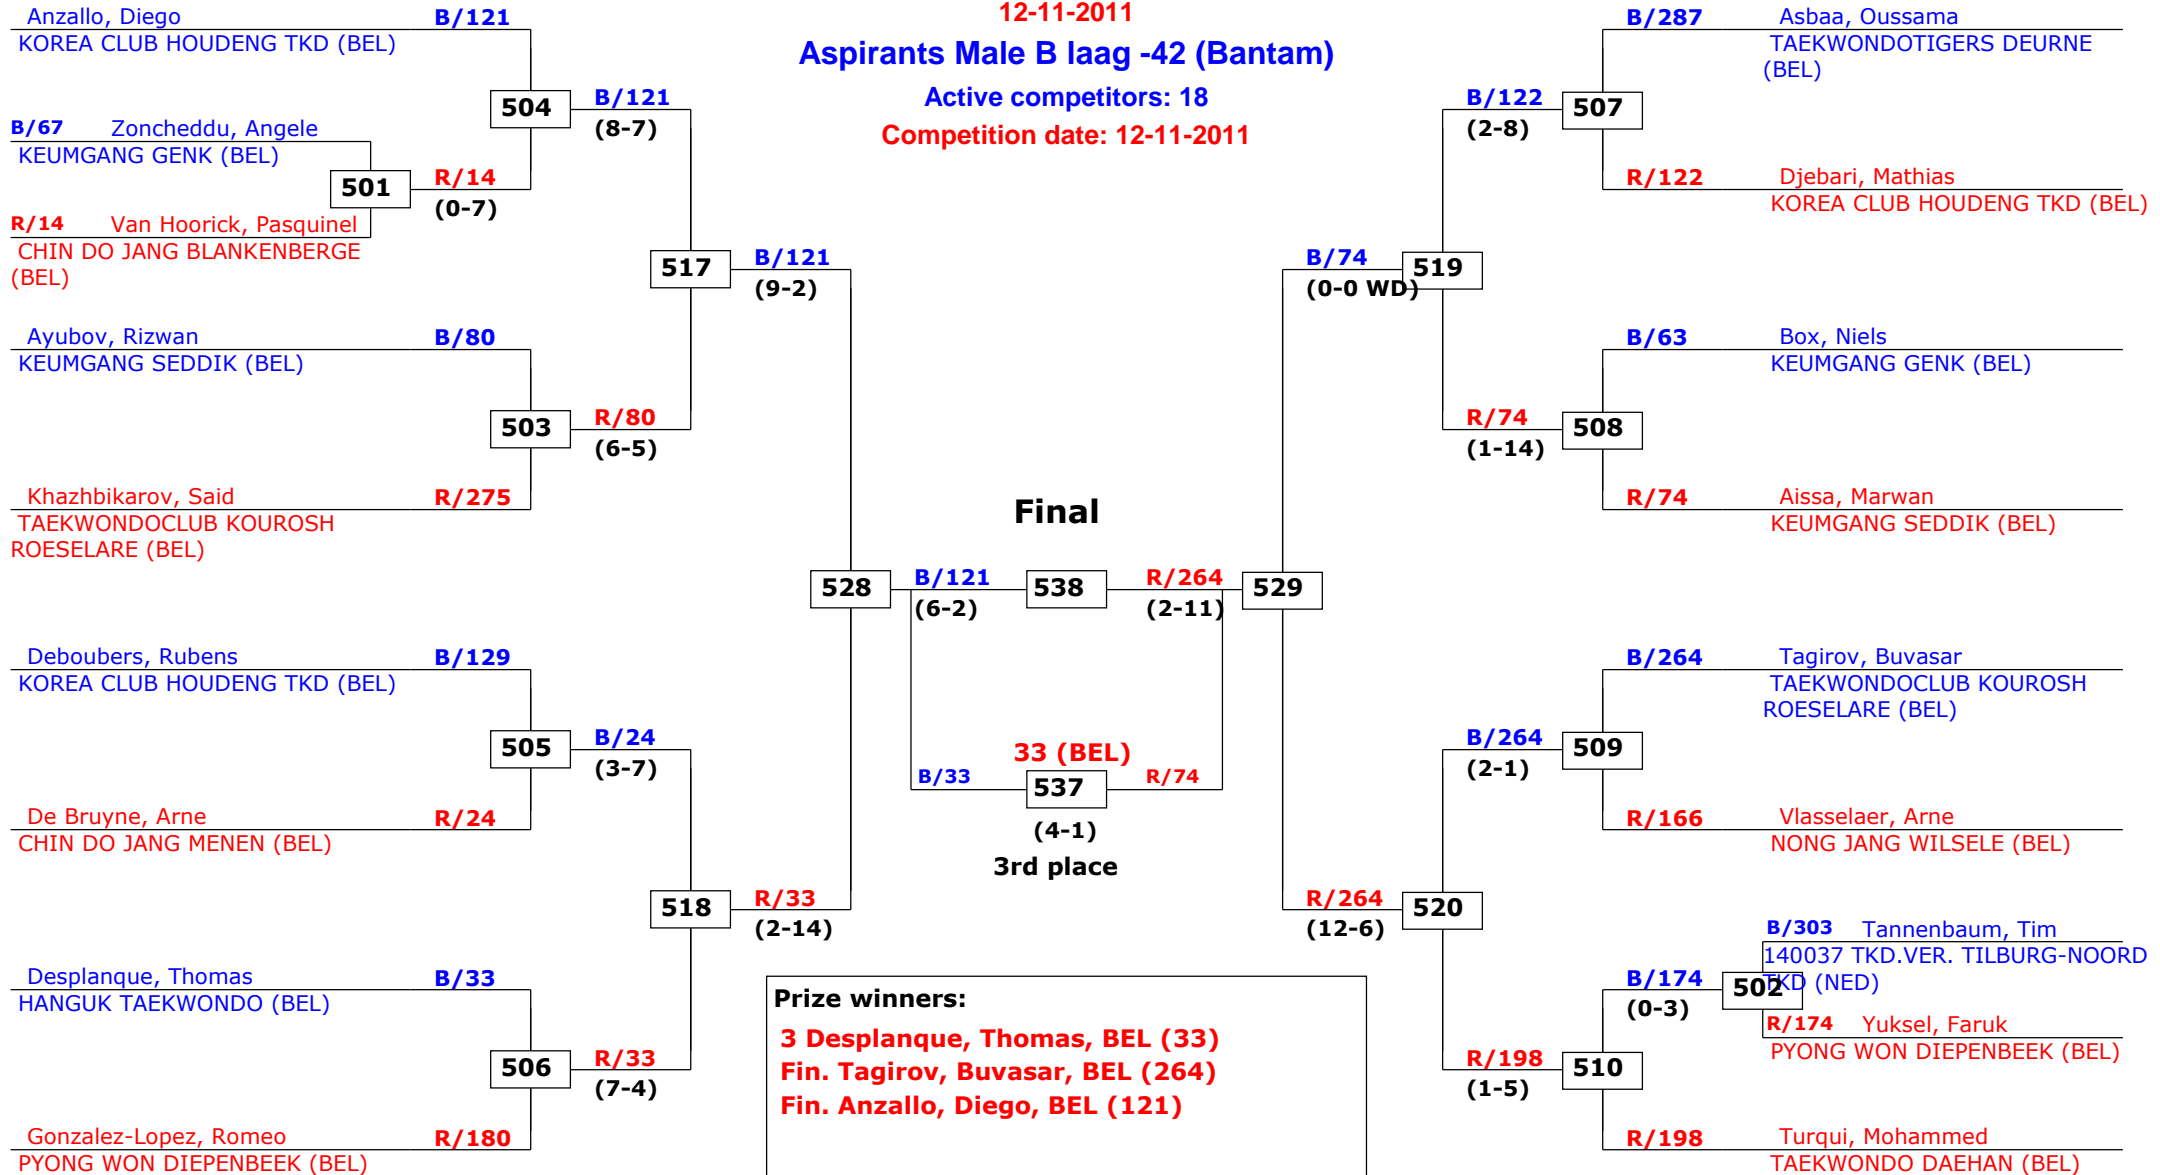 12-11-2011
Aspirants Male B laag -42 (Bantam)
Active competitors: 18
Competition date: 12-11-2011
Anzallo, Diego B/121
KOREA CLUB HOUDENG TKD (BEL)
B/67 Zoncheddu, Angele
KEUMGANG GENK (BEL)
R/14 Van Hoorick, Pasquinel
CHIN DO JANG BLANKENBERGE
(BEL)
501
R/14
(0-7)
504
B/121
(8-7)
Ayubov, Rizwan B/80
KEUMGANG SEDDIK (BEL)
503
R/80
(6-5)
Khazhbikarov, Said R/275
TAEKWONDOCLUB KOUROSH
ROESELARE (BEL)
517
B/121
(9-2)
Deboubers, Rubens B/129
KOREA CLUB HOUDENG TKD (BEL)
505
B/24
(3-7)
De Bruyne, Arne R/24
CHIN DO JANG MENEN (BEL)
518
R/33
(2-14)
Desplanque, Thomas B/33
HANGUK TAEKWONDO (BEL)
506
R/33
(7-4)
Gonzalez-Lopez, Romeo R/180
PYONG WON DIEPENBEEK (BEL)
Final
528
B/121
(6-2)
538
R/264
(2-11)
529
33 (BEL)
B/33
537
R/74
(4-1)
3rd place
B/287 Asbaa, Oussama
TAEKWONDOTIGERS DEURNE
(BEL)
B/122
(2-8)
507
R/122 Djebari, Mathias
KOREA CLUB HOUDENG TKD (BEL)
B/74
(0-0 WD)
519
B/63 Box, Niels
KEUMGANG GENK (BEL)
R/74
(1-14)
508
R/74 Aissa, Marwan
KEUMGANG SEDDIK (BEL)
B/264 Tagirov, Buvasar
TAEKWONDOCLUB KOUROSH
ROESELARE (BEL)
B/264
(2-1)
509
R/166 Vlasselaer, Arne
NONG JANG WILSELE (BEL)
R/264
(12-6)
520
B/303 Tannenbaum, Tim
140037 TKD.VER. TILBURG-NOORD
TKD (NED)
B/174
(0-3)
502
R/174 Yuksel, Faruk
PYONG WON DIEPENBEEK (BEL)
R/198
(1-5)
510
R/198 Turqui, Mohammed
TAEKWONDO DAEHAN (BEL)
Prize winners:
3 Desplanque, Thomas, BEL (33)
Fin. Tagirov, Buvasar, BEL (264)
Fin. Anzallo, Diego, BEL (121)